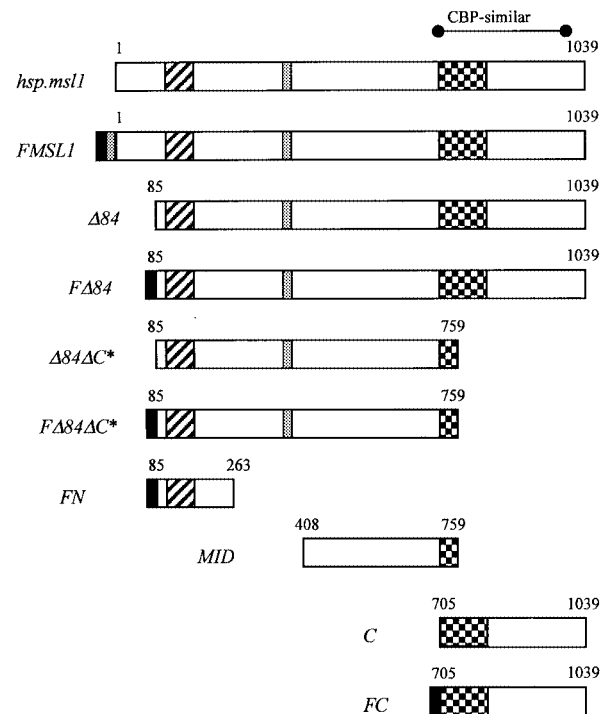 CBP-similar
1 1039
hsp.msl1
1 1039
FMSL1
85 1039
Δ84
85 1039
FΔ84
85 759
Δ84ΔC*
85 759
FΔ84ΔC*
85 263
FN
408 759
MID
705 1039
C
705 1039
FC